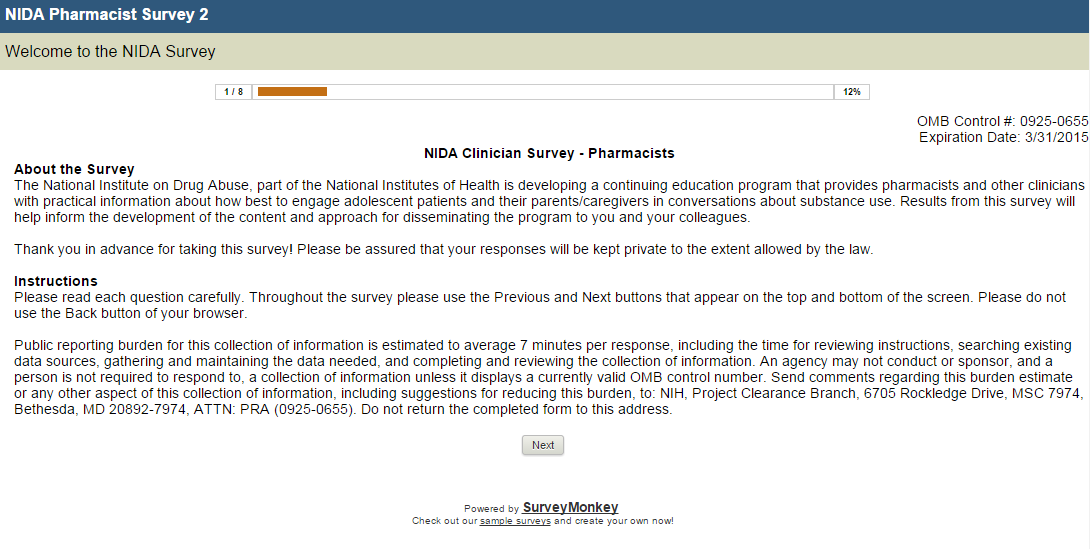 NIDA Pharmacist Survey 2
Welcome to the NIDA Survey
1 / 8 12%
OMB Control #: 0925-0655
Expiration Date: 3/31/2015
NIDA Clinician Survey - Pharmacists
About the Survey
The National Institute on Drug Abuse, part of the National Institutes of Health is developing a continuing education program that provides pharmacists and other clinicians
with practical information about how best to engage adolescent patients and their parents/caregivers in conversations about substance use. Results from this survey will
help inform the development of the content and approach for disseminating the program to you and your colleagues.
Thank you in advance for taking this survey! Please be assured that your responses will be kept private to the extent allowed by the law.
Instructions
Please read each question carefully. Throughout the survey please use the Previous and Next buttons that appear on the top and bottom of the screen. Please do not
use the Back button of your browser.
Public reporting burden for this collection of information is estimated to average 7 minutes per response, including the time for reviewing instructions, searching existing
data sources, gathering and maintaining the data needed, and completing and reviewing the collection of information. An agency may not conduct or sponsor, and a
person is not required to respond to, a collection of information unless it displays a currently valid OMB control number. Send comments regarding this burden estimate
or any other aspect of this collection of information, including suggestions for reducing this burden, to: NIH, Project Clearance Branch, 6705 Rockledge Drive, MSC 7974,
Bethesda, MD 20892-7974, ATTN: PRA (0925-0655). Do not return the completed form to this address.
Next
Powered by SurveyMonkey
Check out our sample surveys and create your own now!